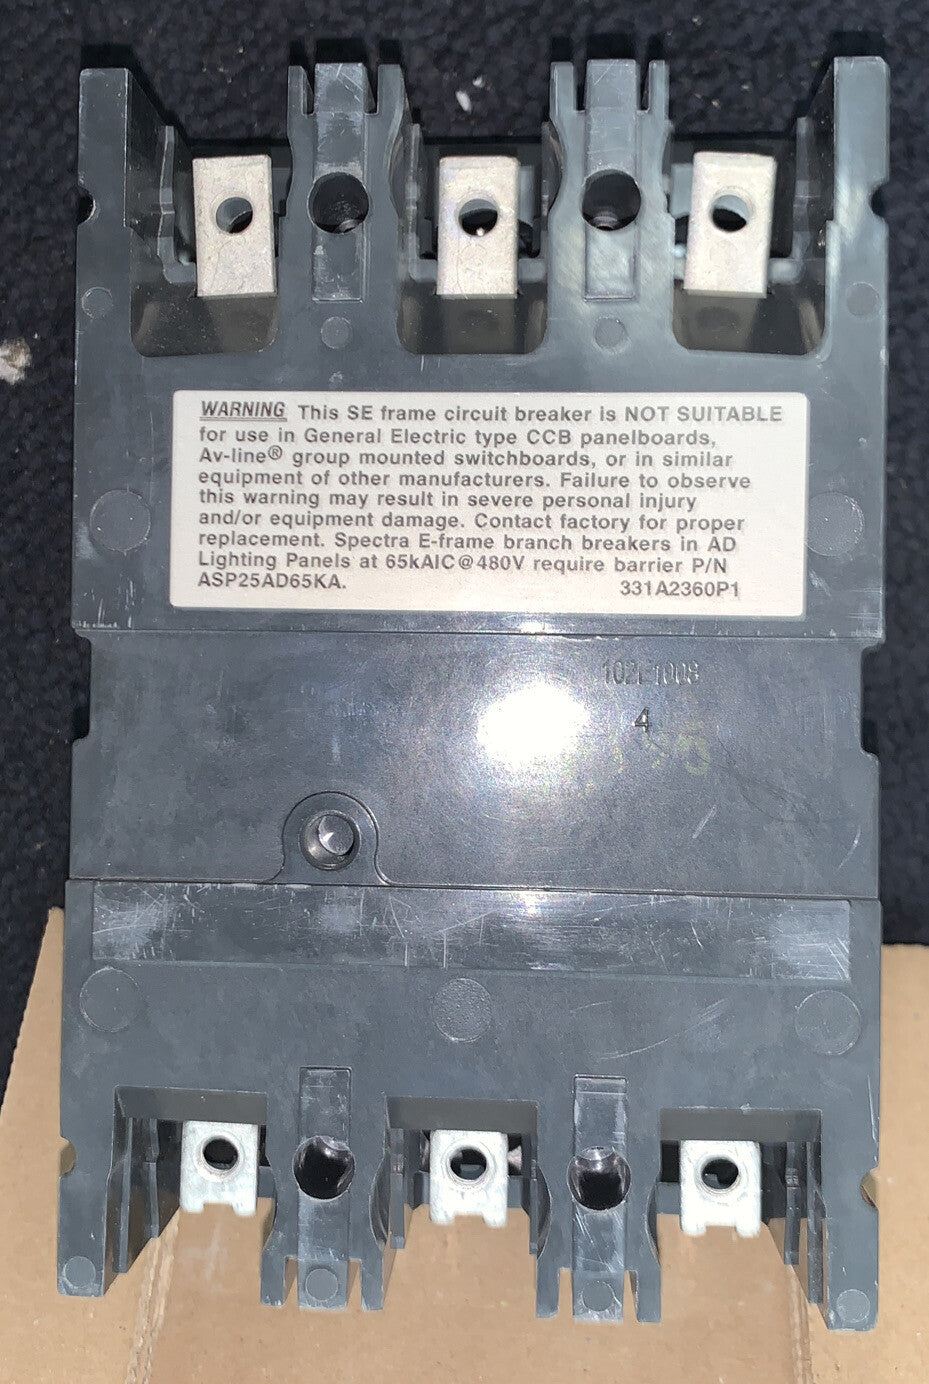 WARNING This SE frame circuit breaker is NOT SUITABLE
for use in General Electric type CCB panelboards,
Av-line® group mounted switchboards, or in similar
equipment of other manufacturers. Failure to observe
this warning may result in severe personal injury
and/or equipment damage. Contact factory for proper
replacement. Spectra E-frame branch breakers in AD
Lighting Panels at 65kAIC@480V require barrier P/N
ASP25AD65KA. 331A2360P1
4